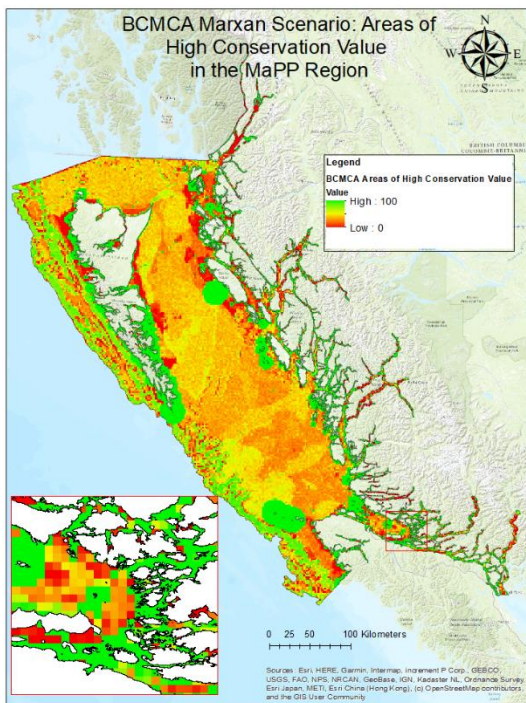 BCMCA Marxan Scenario: Areas of
High Conservation Value
in the MaPP Region
N
W
E
S
BRITISH COLUMBIA
Legend
BCMCA Areas of High Conservation Value
Value
High : 100
Low : 0
0 25 50 100 Kilometers
Sources: Esri, HERE, Garmin, Intermap, increment P Corp., GEBCO,
USGS, FAO, NPS, NRCAN, GeoBase, IGN, Kadaster NL, Ordnance Survey,
Esri Japan, METI, Esri China (Hong Kong), (c) OpenStreetMap contributors,
and the GIS User Community